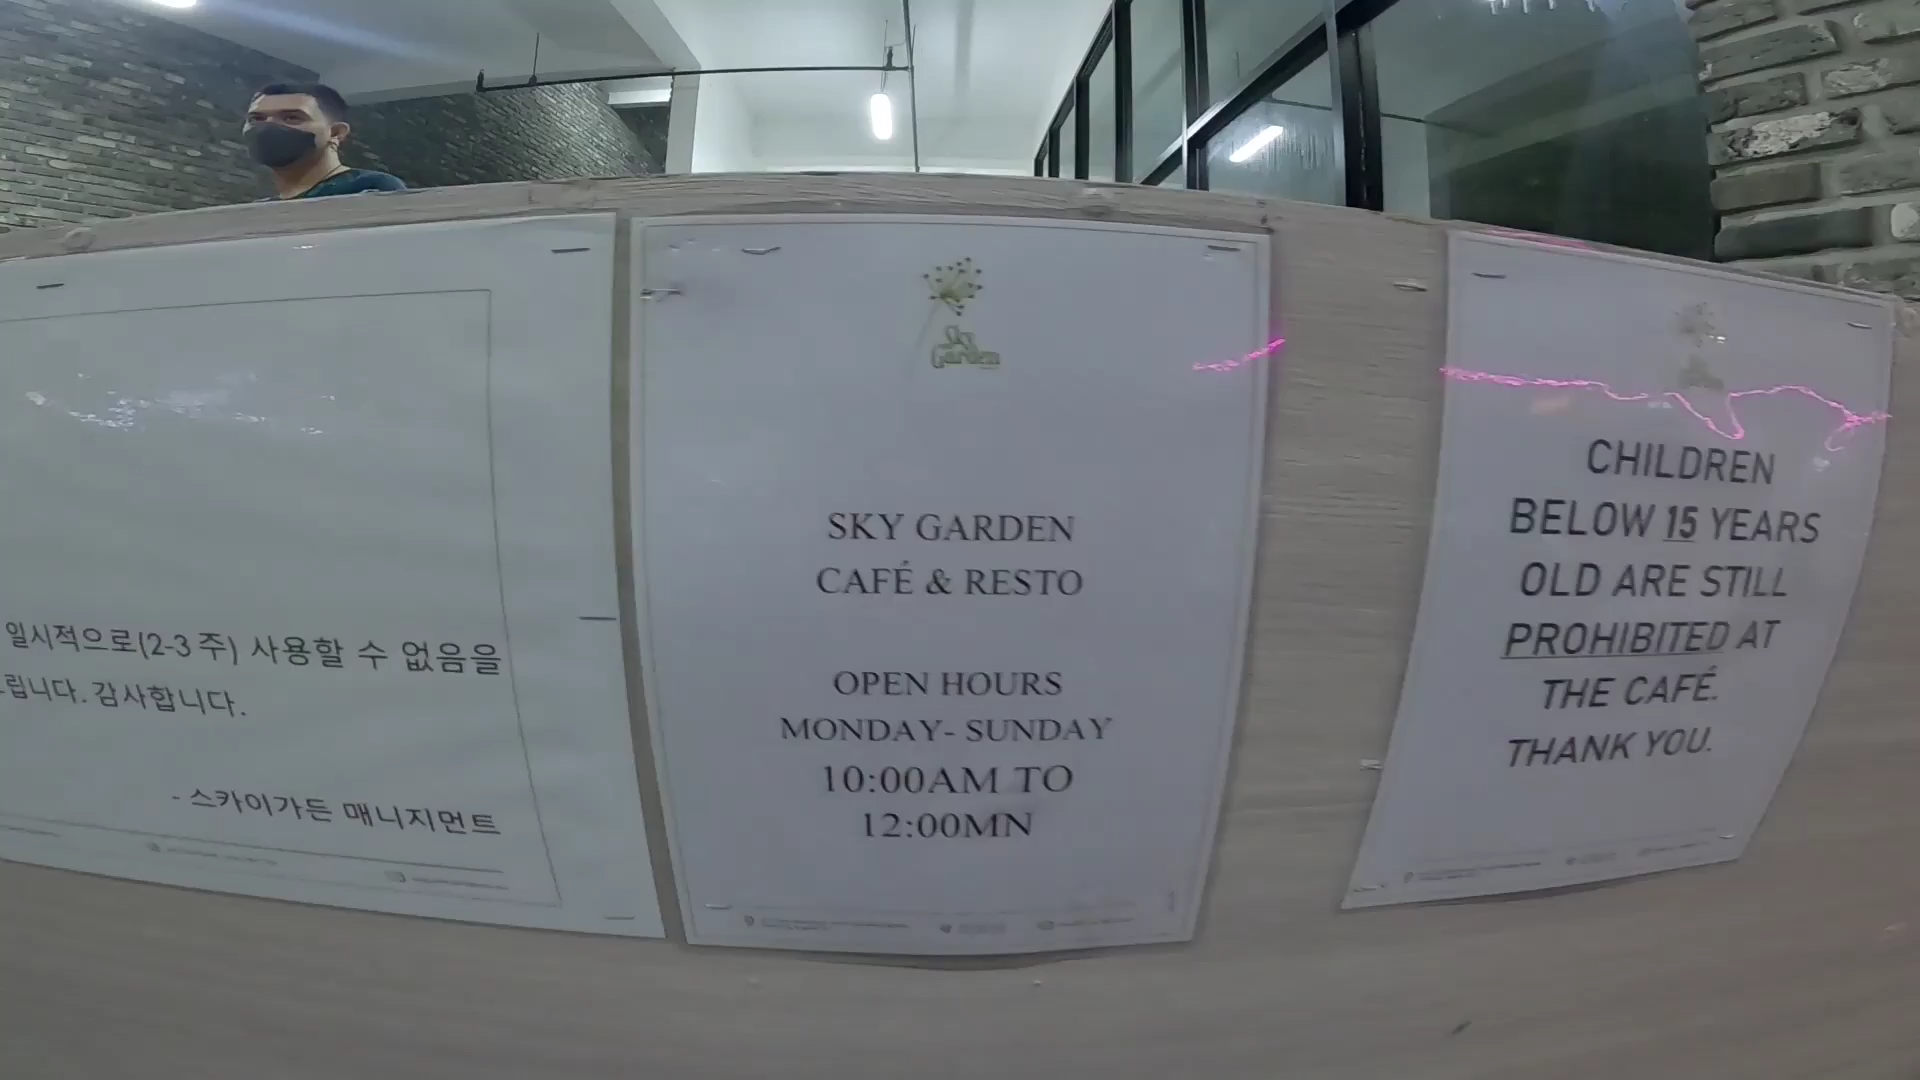 일시적으로(2-3 주) 사용할 수 없음을
립니다. 감사합니다.
- 스카이가든 매니지먼트
Sky
Garden
SKY GARDEN
CAFÉ & RESTO
OPEN HOURS
MONDAY- SUNDAY
10:00AM TO
12:00MN
CHILDREN
BELOW 15 YEARS
OLD ARE STILL
PROHIBITED AT
THE CAFÉ.
THANK YOU.